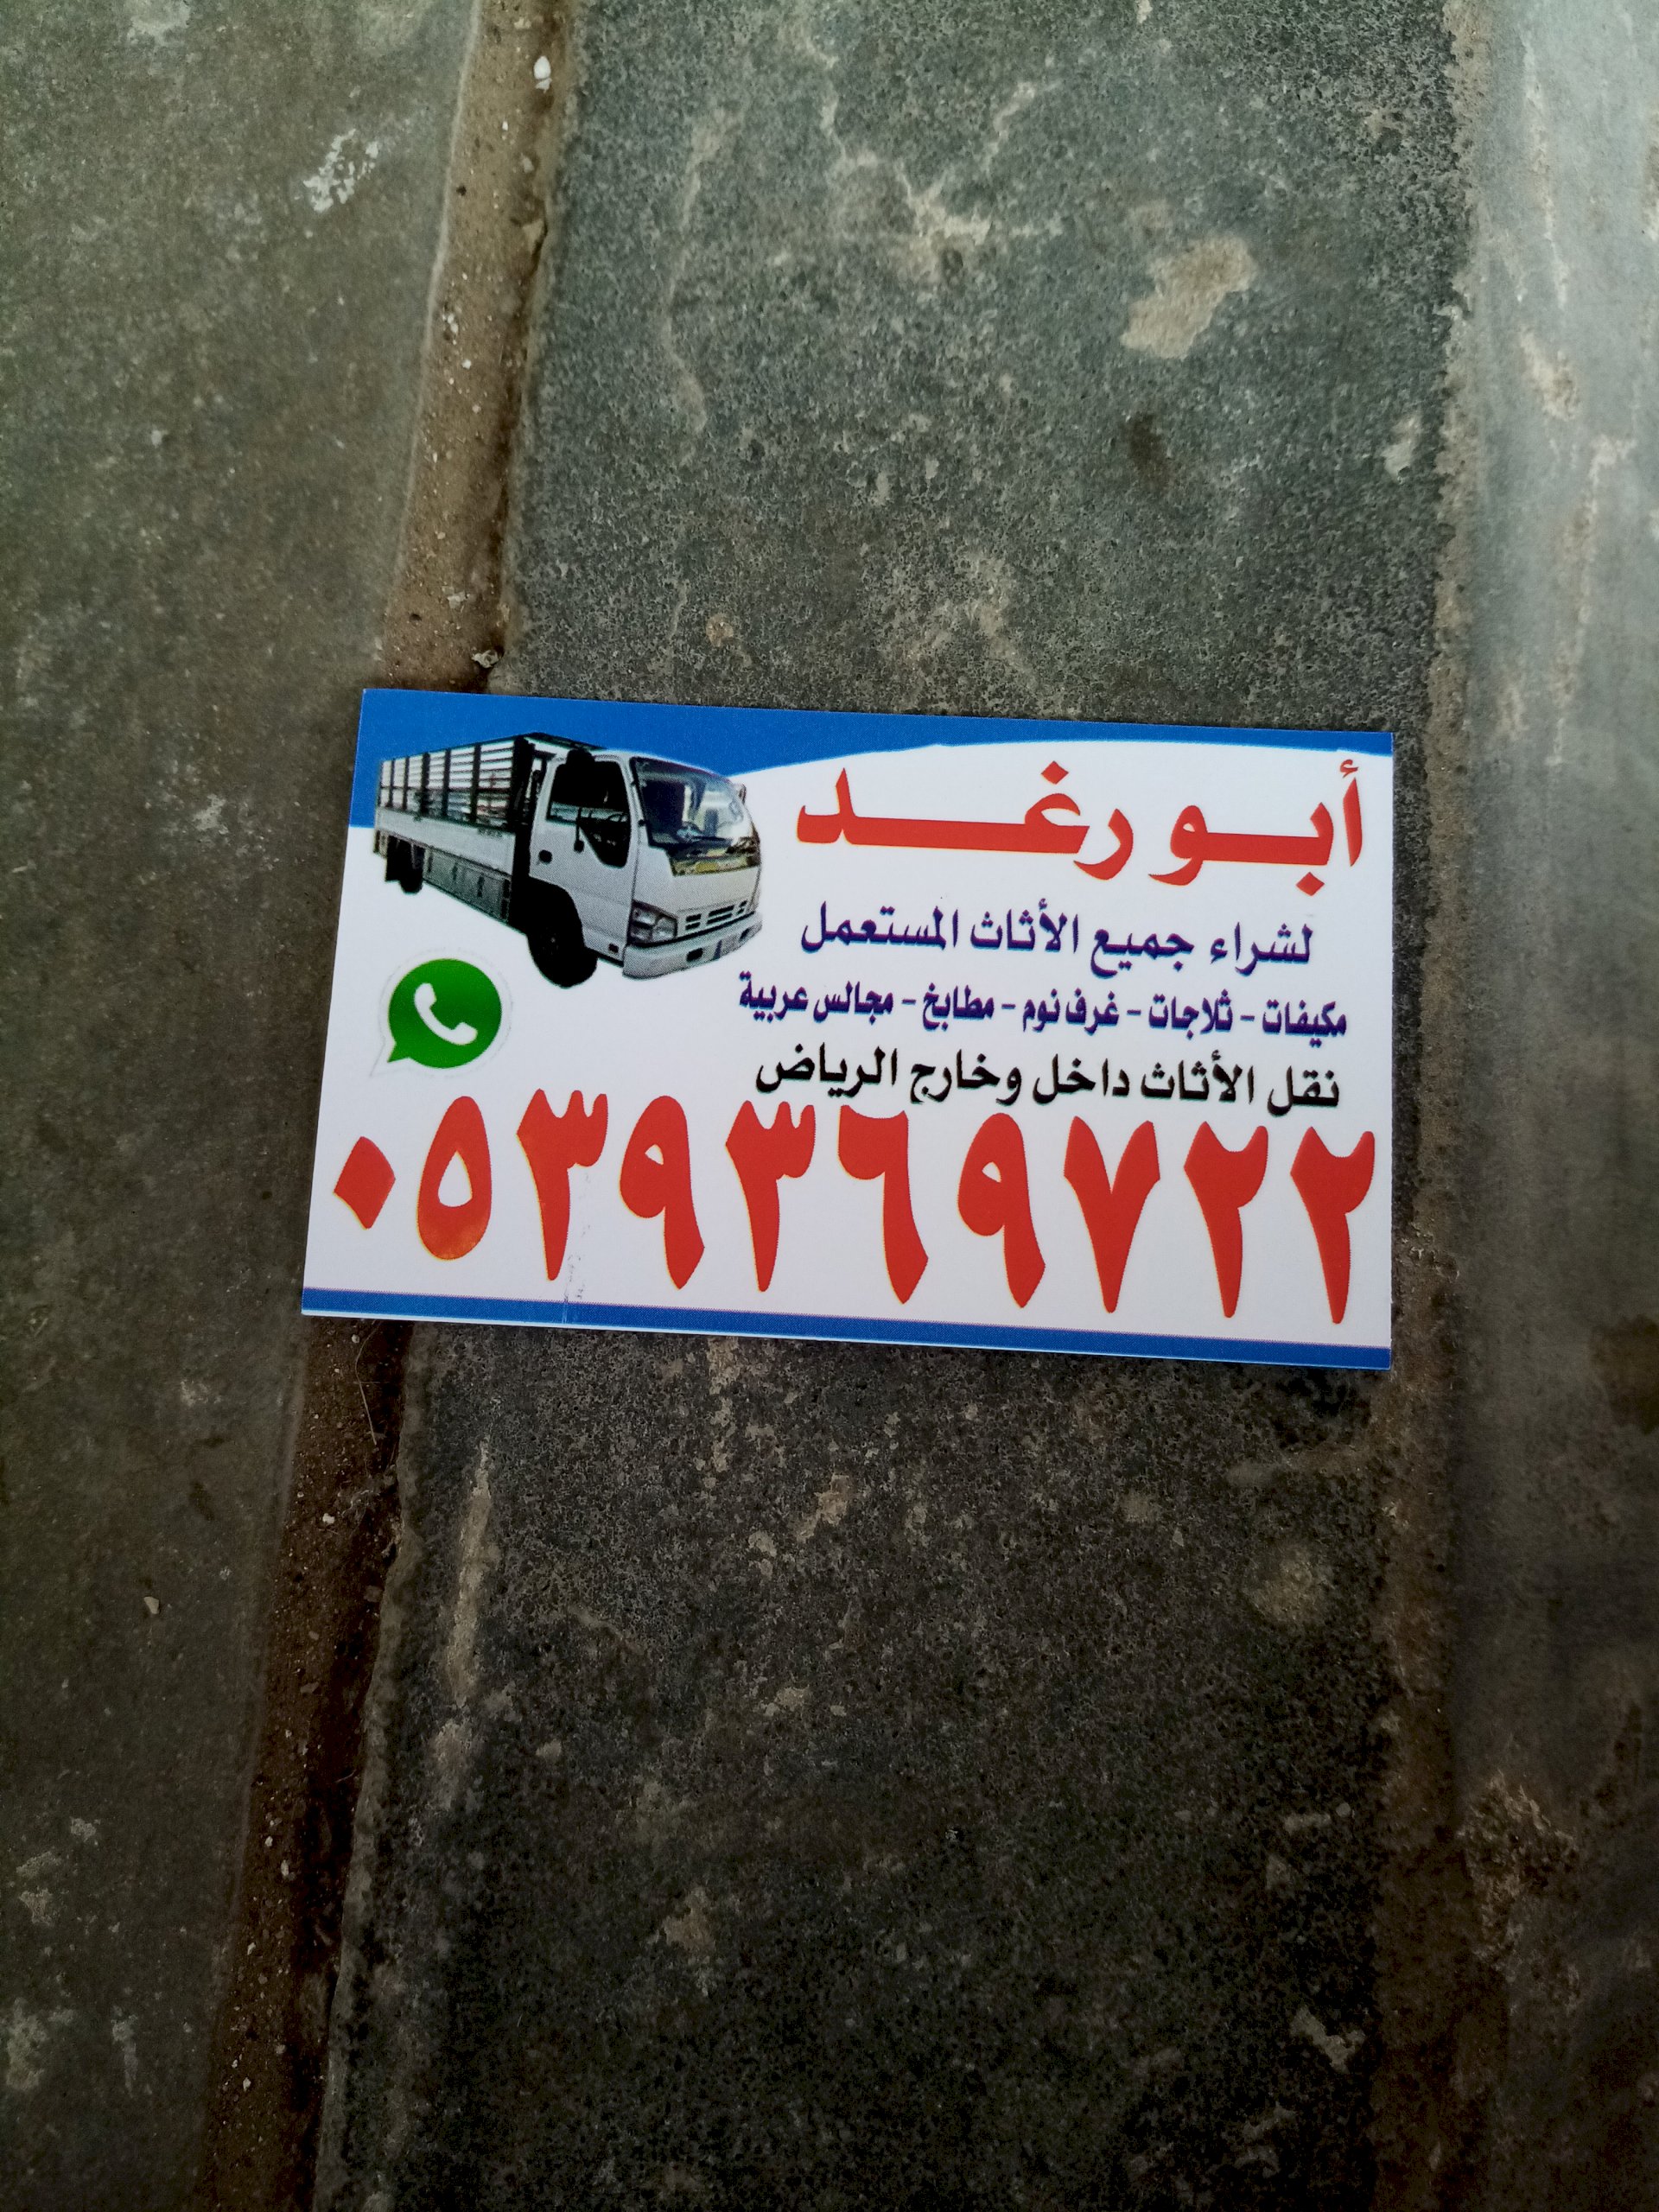 أبو رغد
لشراء جميع الأثاث المستعمل
مكيفات - ثلاجات - غرف نوم - مطابخ - مجالس عربية
نقل الأثاث داخل وخارج الرياض
٠٥٣٩٣٦٩٧٢٢